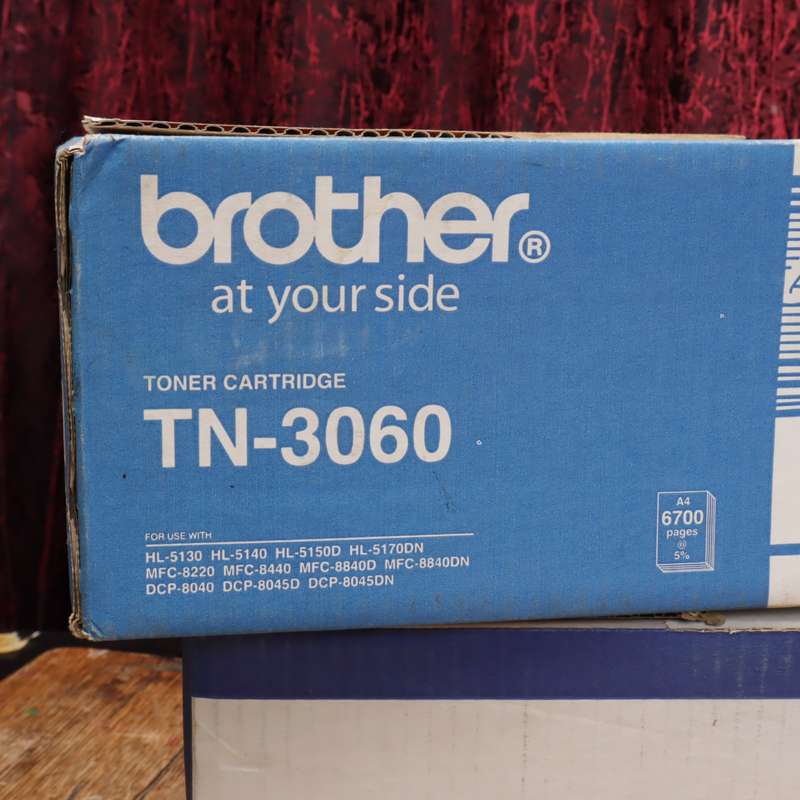 brother®
at your side
TONER CARTRIDGE
TN-3060
FOR USE WITH
HL-5130 HL-5140 HL-5150D HL-5170DN
MFC-8220 MFC-8440 MFC-8840D MFC-8840DN
DCP-8040 DCP-8045D DCP-8045DN
A4
6700
pages
@
5%